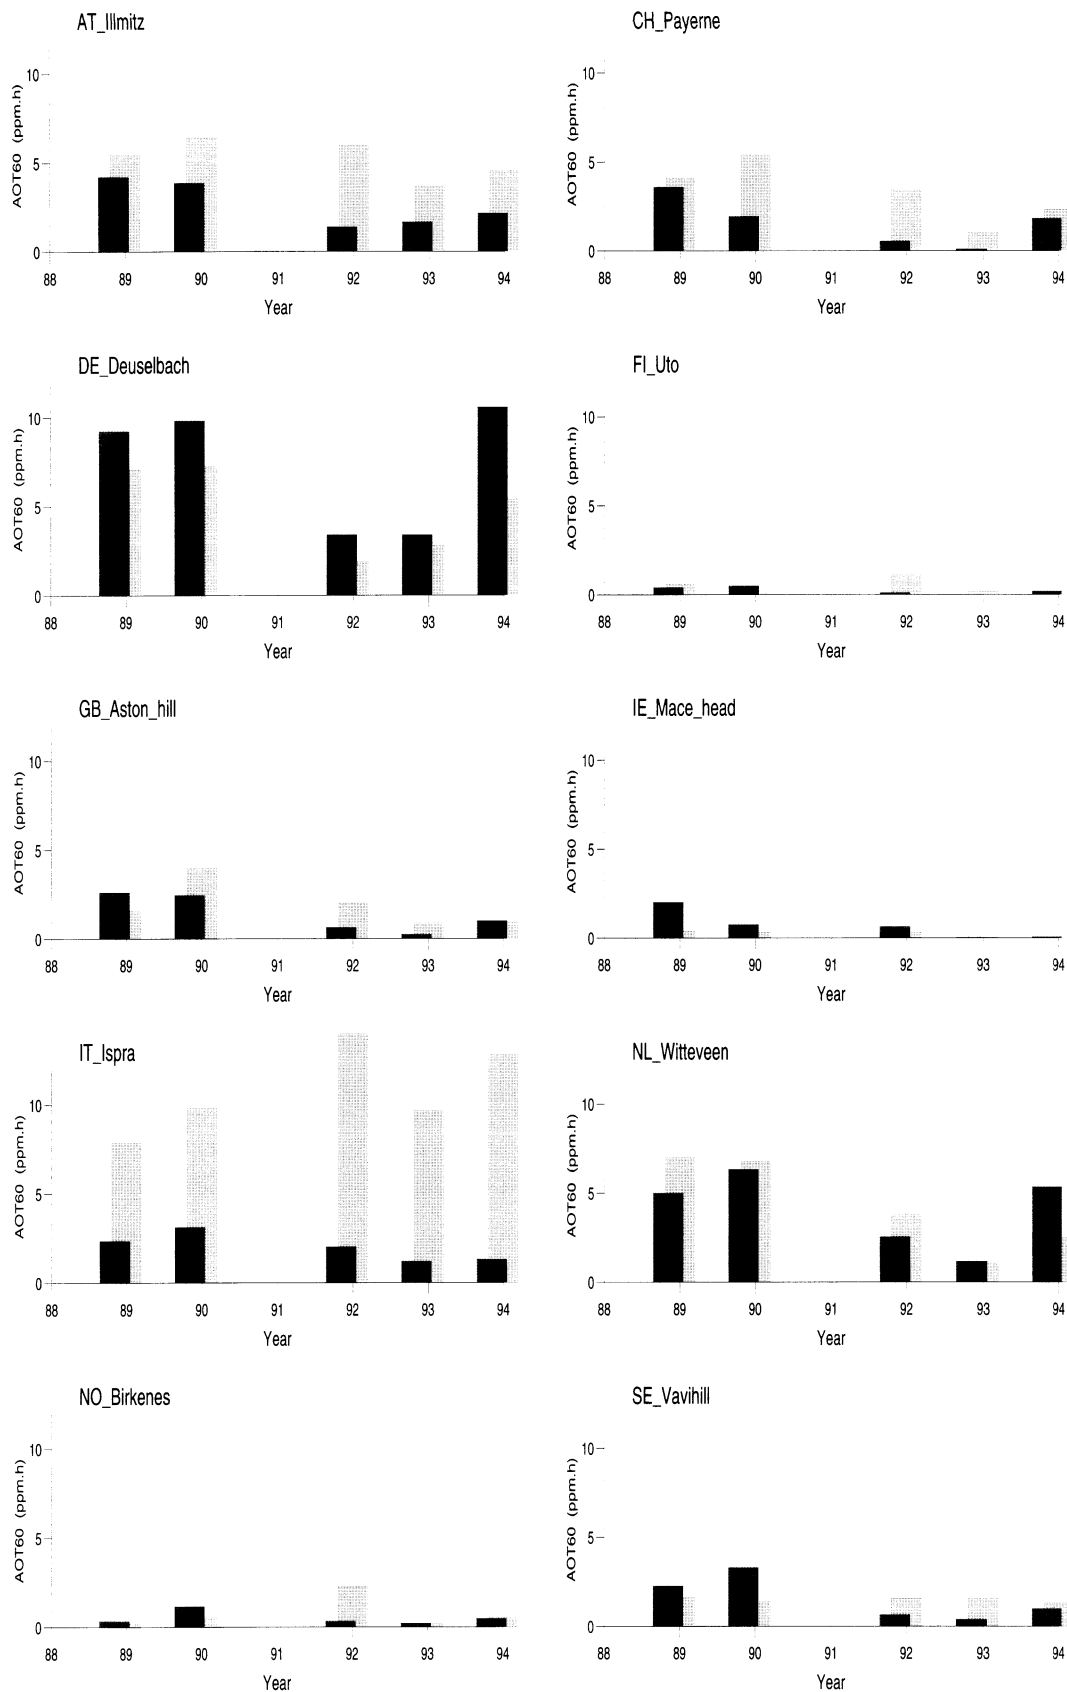 AT_Illmitz
AOT60 (ppm.h)
10
5
0
88 89 90 91 92 93 94
Year
CH_Payerne
AOT60 (ppm.h)
10
5
0
88 89 90 91 92 93 94
Year
DE_Deuselbach
AOT60 (ppm.h)
10
5
0
88 89 90 91 92 93 94
Year
FI_Uto
AOT60 (ppm.h)
10
5
0
88 89 90 91 92 93 94
Year
GB_Aston_hill
AOT60 (ppm.h)
10
5
0
88 89 90 91 92 93 94
Year
IE_Mace_head
AOT60 (ppm.h)
10
5
0
88 89 90 91 92 93 94
Year
IT_Ispra
AOT60 (ppm.h)
10
5
0
88 89 90 91 92 93 94
Year
NL_Witteveen
AOT60 (ppm.h)
10
5
0
88 89 90 91 92 93 94
Year
NO_Birkenes
AOT60 (ppm.h)
10
5
0
88 89 90 91 92 93 94
Year
SE_Vavihill
AOT60 (ppm.h)
10
5
0
88 89 90 91 92 93 94
Year